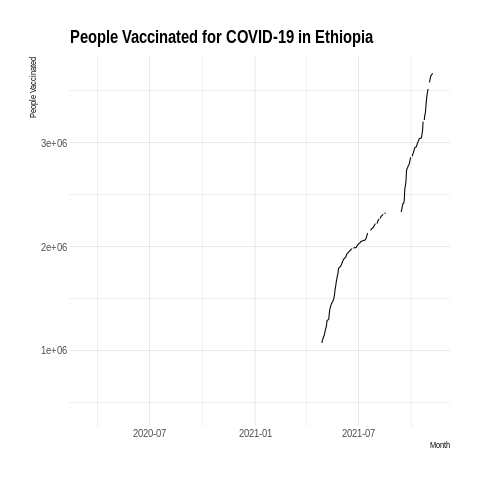 People Vaccinated for COVID-19 in Ethiopia
People Vaccinated
3e+06
2e+06
1e+06
2020-07 2021-01 2021-07
Month